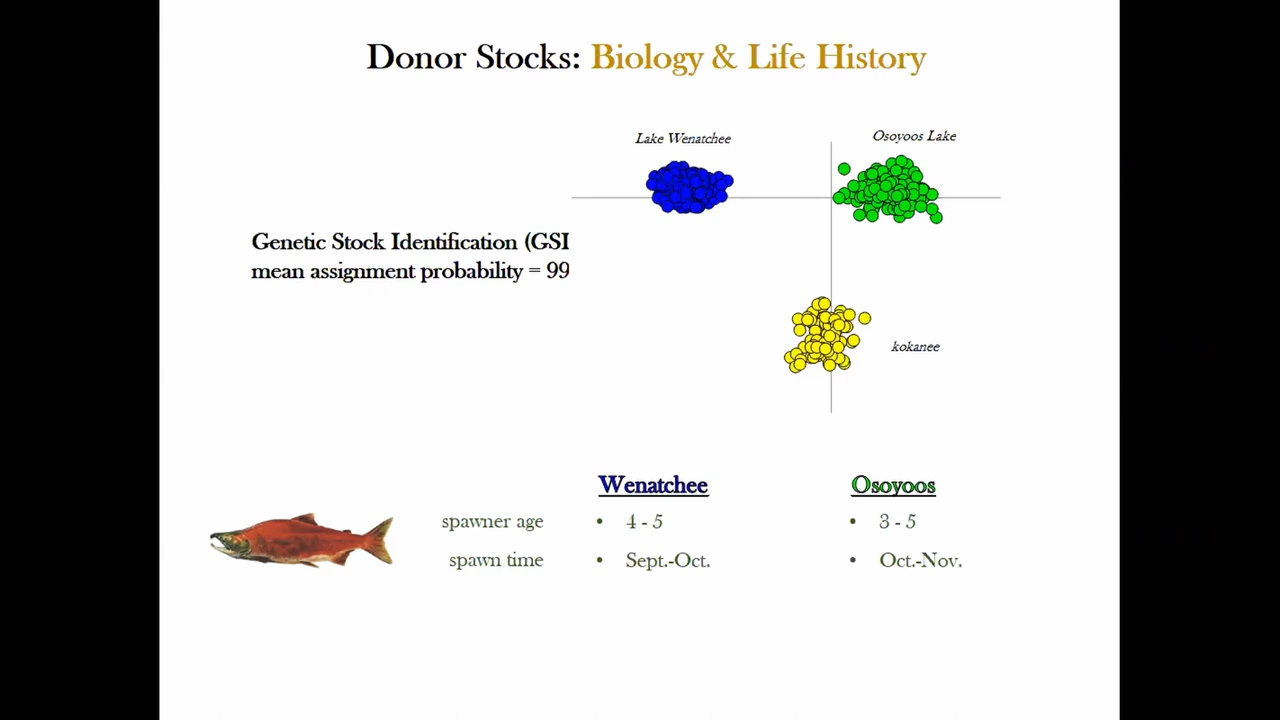 Donor Stocks: Biology & Life History
Lake Wenatchee
Osoyoos Lake
Genetic Stock Identification (GSI
mean assignment probability = 99
kokanee
Wenatchee
Osoyoos
spawner age
• 4 - 5
• 3 - 5
spawn time
• Sept.-Oct.
• Oct.-Nov.